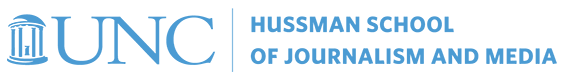 UNC
HUSSMAN SCHOOL
OF JOURNALISM AND MEDIA